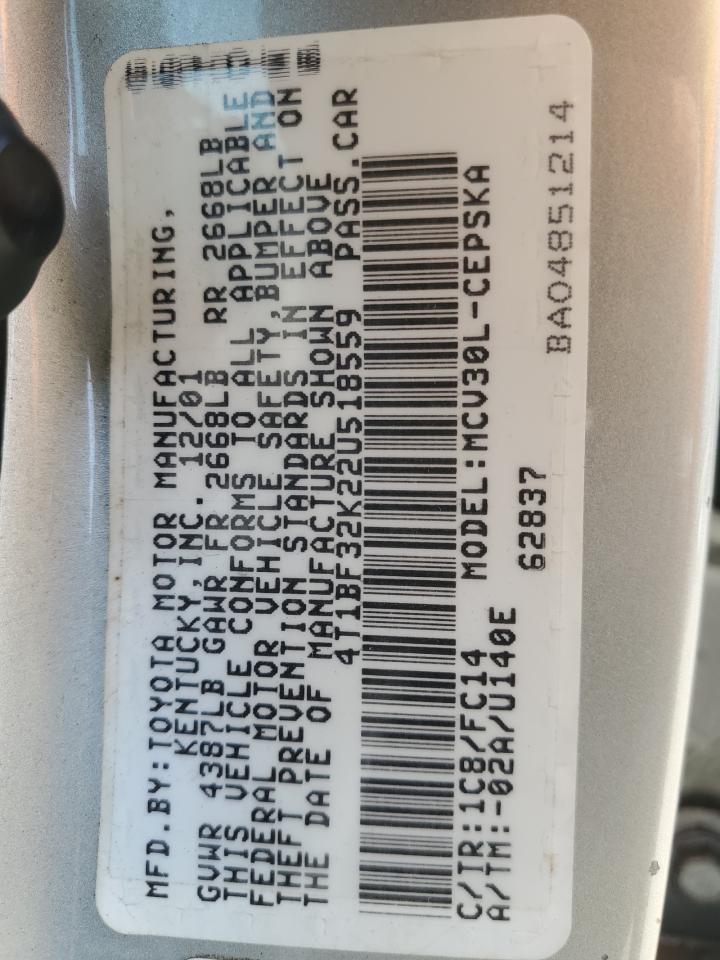 MFD.BY:TOYOTA MOTOR MANUFACTURING,
KENTUCKY,INC. 12/01
GVWR 4387LB GAWR FR 2668LB RR 2668LB
THIS VEHICLE CONFORMS TO ALL APPLICABLE
FEDERAL MOTOR VEHICLE SAFETY,BUMPER AND
THEFT PREVENTION STANDARDS IN EFFECT ON
THE DATE OF MANUFACTURE SHOWN ABOVE
4T1BF32K22U518559 PASS.CAR
C/TR:1C8/FC14 MODEL:MCV30L-CEPSKA
A/TM:-02A/U140E 62837
BA04851214